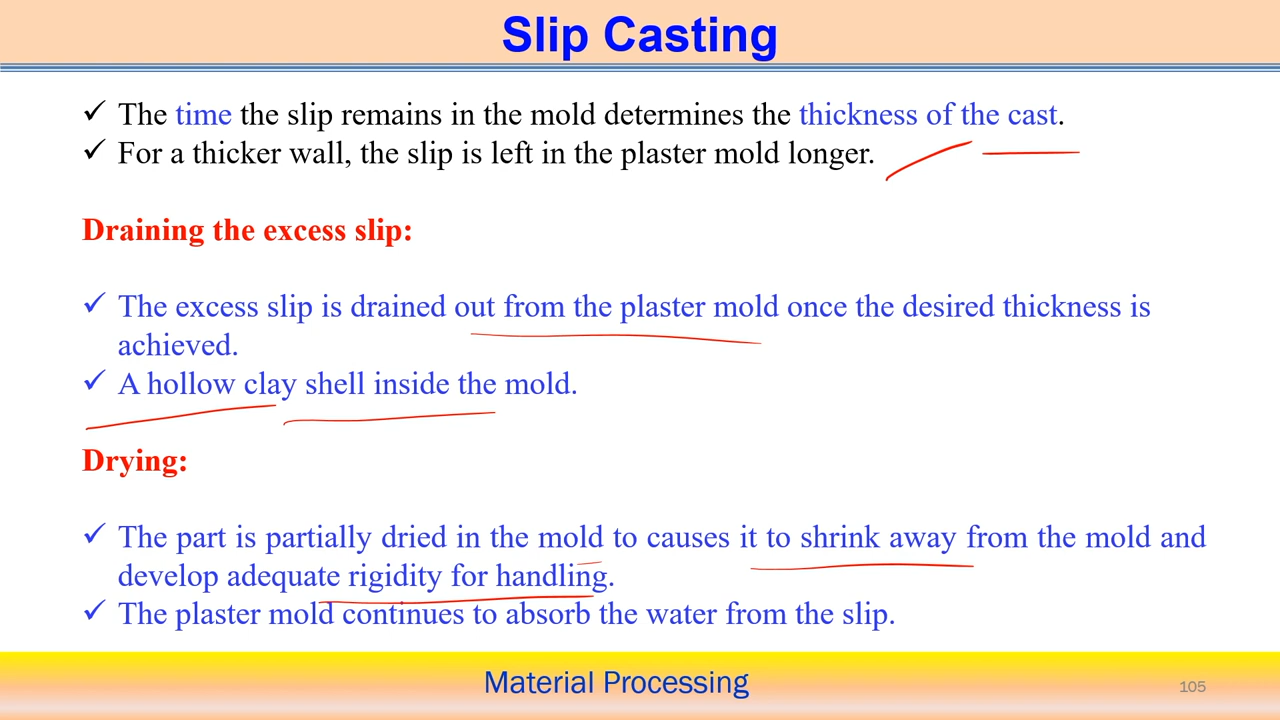 Slip Casting
✓ The time the slip remains in the mold determines the thickness of the cast.
✓ For a thicker wall, the slip is left in the plaster mold longer.
Draining the excess slip:
✓ The excess slip is drained out from the plaster mold once the desired thickness is
achieved.
✓ A hollow clay shell inside the mold.
Drying:
✓ The part is partially dried in the mold to causes it to shrink away from the mold and
develop adequate rigidity for handling.
✓ The plaster mold continues to absorb the water from the slip.
Material Processing
105